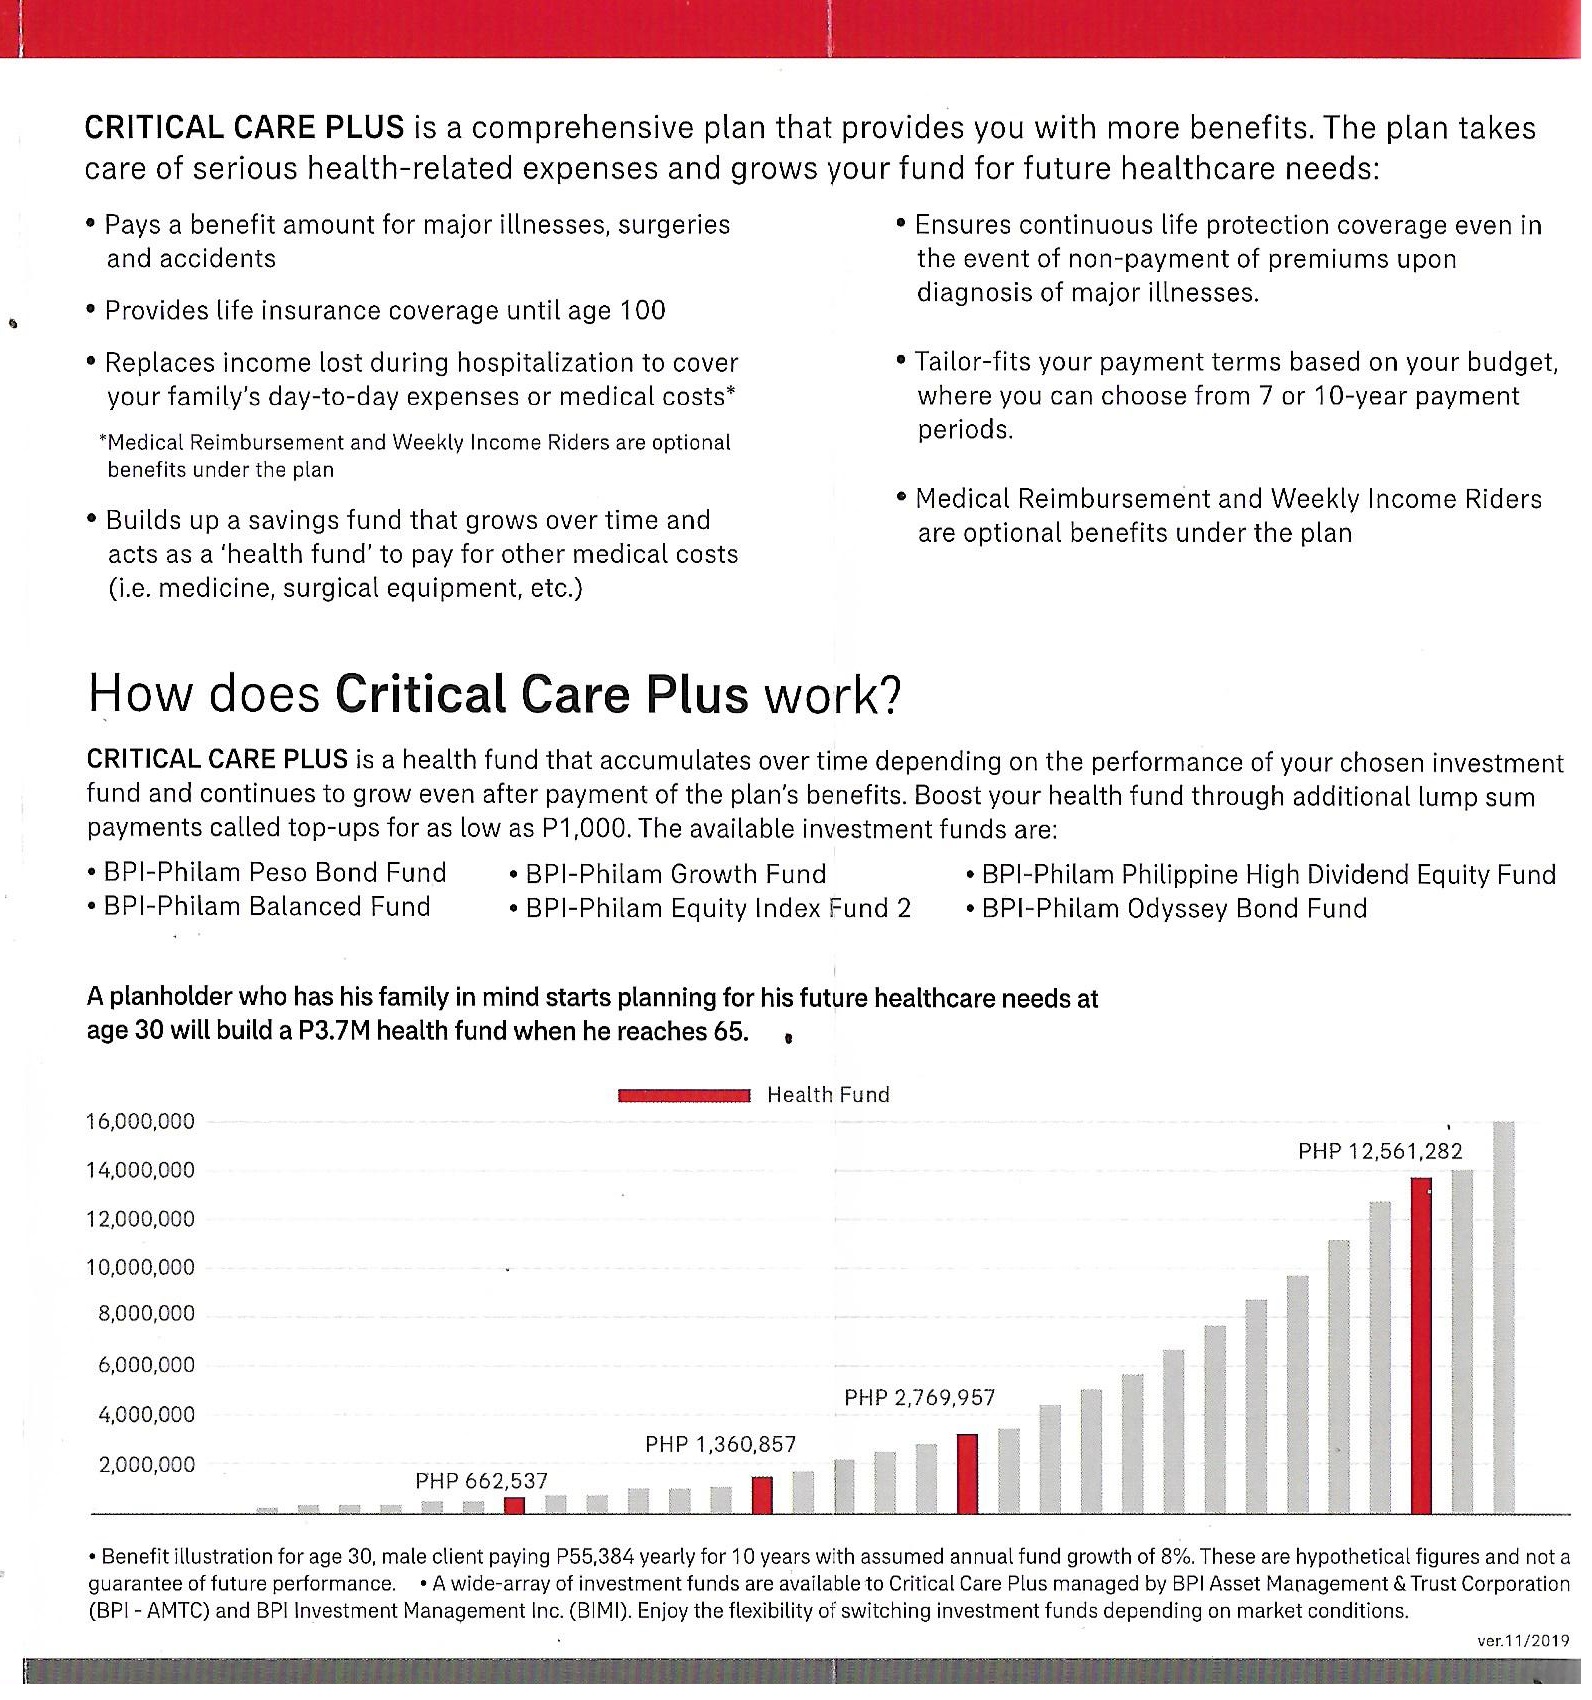 CRITICAL CARE PLUS is a comprehensive plan that provides you with more benefits. The plan takes
care of serious health-related expenses and grows your fund for future healthcare needs:
• Pays a benefit amount for major illnesses, surgeries
and accidents
• Provides life insurance coverage until age 100
• Replaces income lost during hospitalization to cover
your family's day-to-day expenses or medical costs*
*Medical Reimbursement and Weekly Income Riders are optional
benefits under the plan
• Builds up a savings fund that grows over time and
acts as a 'health fund' to pay for other medical costs
(i.e. medicine, surgical equipment, etc.)
• Ensures continuous life protection coverage even in
the event of non-payment of premiums upon
diagnosis of major illnesses.
• Tailor-fits your payment terms based on your budget,
where you can choose from 7 or 10-year payment
periods.
• Medical Reimbursement and Weekly Income Riders
are optional benefits under the plan
How does Critical Care Plus work?
CRITICAL CARE PLUS is a health fund that accumulates over time depending on the performance of your chosen investment
fund and continues to grow even after payment of the plan's benefits. Boost your health fund through additional lump sum
payments called top-ups for as low as P1,000. The available investment funds are:
• BPI-Philam Peso Bond Fund
• BPI-Philam Balanced Fund
• BPI-Philam Growth Fund
• BPI-Philam Equity Index Fund 2
• BPI-Philam Philippine High Dividend Equity Fund
• BPI-Philam Odyssey Bond Fund
A planholder who has his family in mind starts planning for his future healthcare needs at
age 30 will build a P3.7M health fund when he reaches 65.
Health Fund
16,000,000
14,000,000
12,000,000
10,000,000
8,000,000
6,000,000
4,000,000
2,000,000
PHP 662,537
PHP 1,360,857
PHP 2,769,957
PHP 12,561,282
• Benefit illustration for age 30, male client paying P55,384 yearly for 10 years with assumed annual fund growth of 8%. These are hypothetical figures and not a
guarantee of future performance. • A wide-array of investment funds are available to Critical Care Plus managed by BPI Asset Management & Trust Corporation
(BPI - AMTC) and BPI Investment Management Inc. (BIMI). Enjoy the flexibility of switching investment funds depending on market conditions.
ver.11/2019